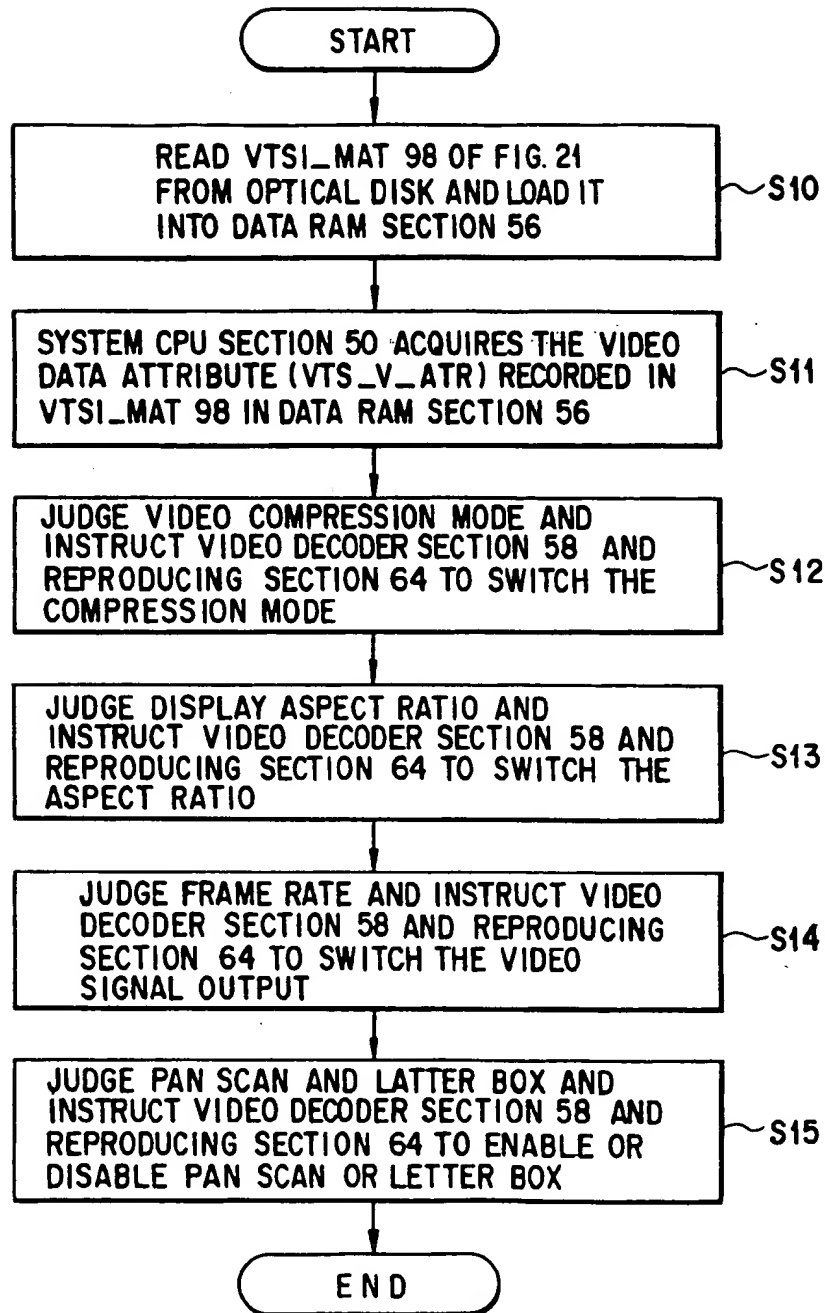 START
READ VTSI_MAT 98 OF FIG. 21
FROM OPTICAL DISK AND LOAD IT
INTO DATA RAM SECTION 56
S10
SYSTEM CPU SECTION 50 ACQUIRES THE VIDEO
DATA ATTRIBUTE (VTS_V_ATR) RECORDED IN
VTSI_MAT 98 IN DATA RAM SECTION 56
S11
JUDGE VIDEO COMPRESSION MODE AND
INSTRUCT VIDEO DECODER SECTION 58 AND
REPRODUCING SECTION 64 TO SWITCH THE
COMPRESSION MODE
S12
JUDGE DISPLAY ASPECT RATIO AND
INSTRUCT VIDEO DECODER SECTION 58 AND
REPRODUCING SECTION 64 TO SWITCH THE
ASPECT RATIO
S13
JUDGE FRAME RATE AND INSTRUCT VIDEO
DECODER SECTION 58 AND REPRODUCING
SECTION 64 TO SWITCH THE VIDEO
SIGNAL OUTPUT
S14
JUDGE PAN SCAN AND LATTER BOX AND
INSTRUCT VIDEO DECODER SECTION 58 AND
REPRODUCING SECTION 64 TO ENABLE OR
DISABLE PAN SCAN OR LETTER BOX
S15
END